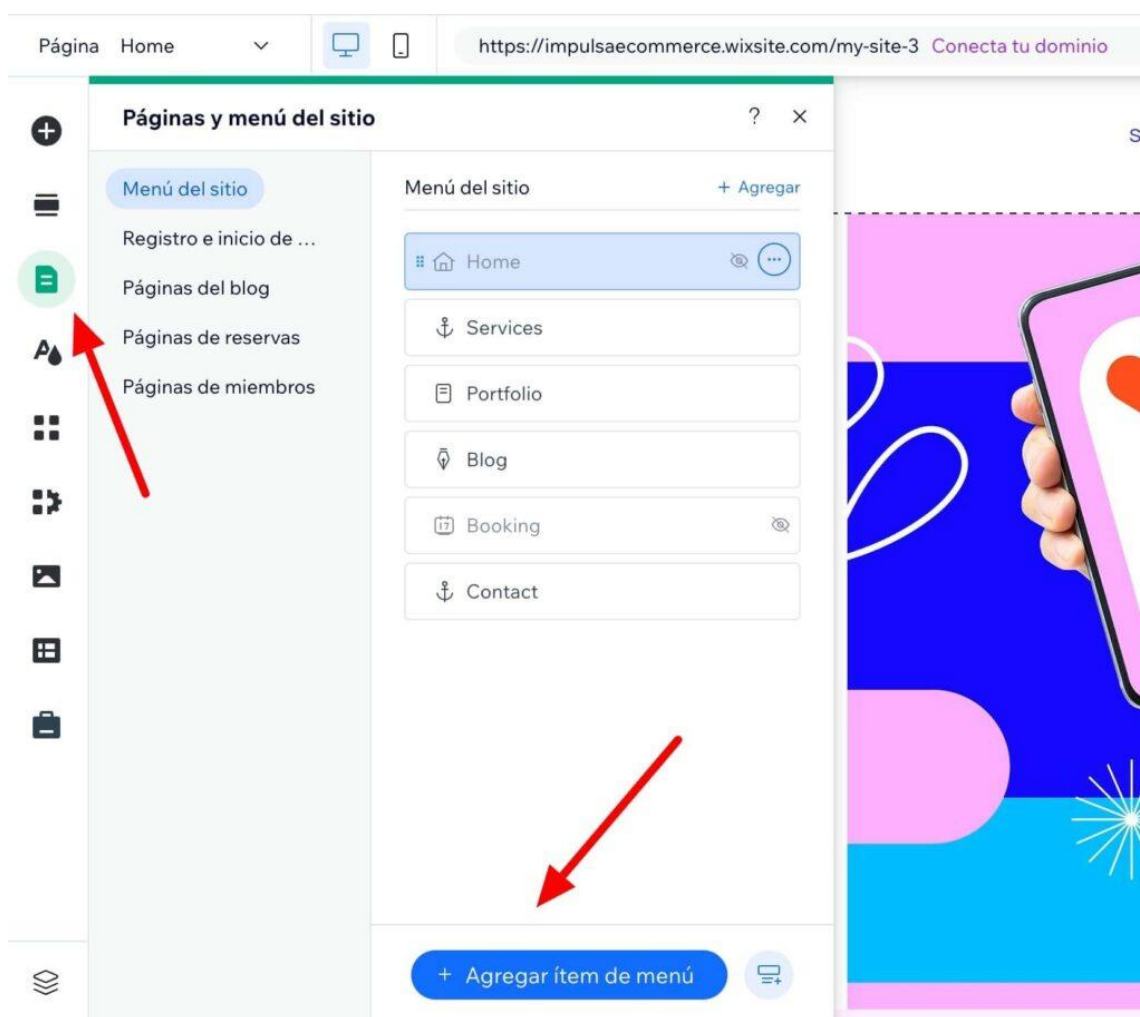 Página Home
https://impulsaecommerce.wixsite.com/my-site-3 Conecta tu dominio
Páginas y menú del sitio
?
Menú del sitio
Registro e inicio de ...
Páginas del blog
Páginas de reservas
Páginas de miembros
Menú del sitio
+ Agregar
Home
Services
Portfolio
Blog
17 Booking
Contact
+ Agregar ítem de menú
S